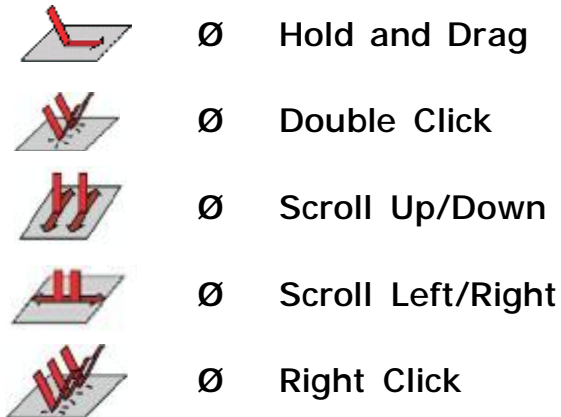 Ø Hold and Drag
Ø Double Click
Ø Scroll Up/Down
Ø Scroll Left/Right
Ø Right Click